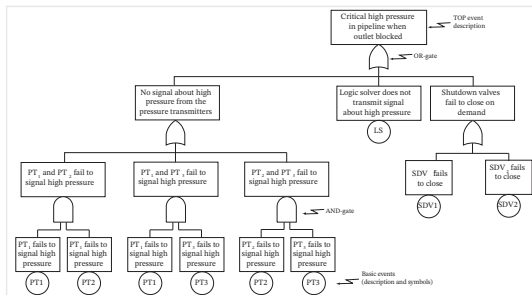 Critical high pressure
in pipeline when
outlet blocked
TOP event
description
OR-gate
No signal about high
pressure from the
pressure transmitters
Logic solver does not
transmit signal
about high pressure
Shutdown valves
fail to close on
demand
LS
PT1 and PT2 fail to
signal high pressure
PT1 and PT3 fail to
signal high pressure
PT2 and PT3 fail to
signal high pressure
SDV fails
to close
SDV2 fails
to close
SDV1
SDV2
AND-gate
PT1 fails to
signal high
pressure
PT2 fails to
signal high
pressure
PT1 fails to
signal high
pressure
PT3 fails to
signal high
pressure
PT2 fails to
signal high
pressure
PT3 fails to
signal high
pressure
PT1
PT2
PT1
PT3
PT2
PT3
Basic events
(description and symbols)